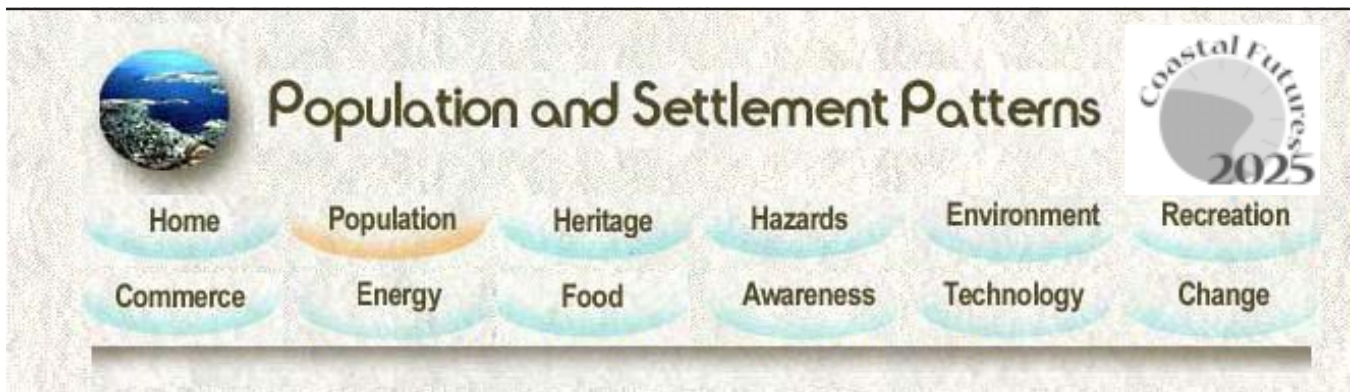 Population and Settlement Patterns
Coastal Futures
2025
Home Population Heritage Hazards Environment Recreation
Commerce Energy Food Awareness Technology Change